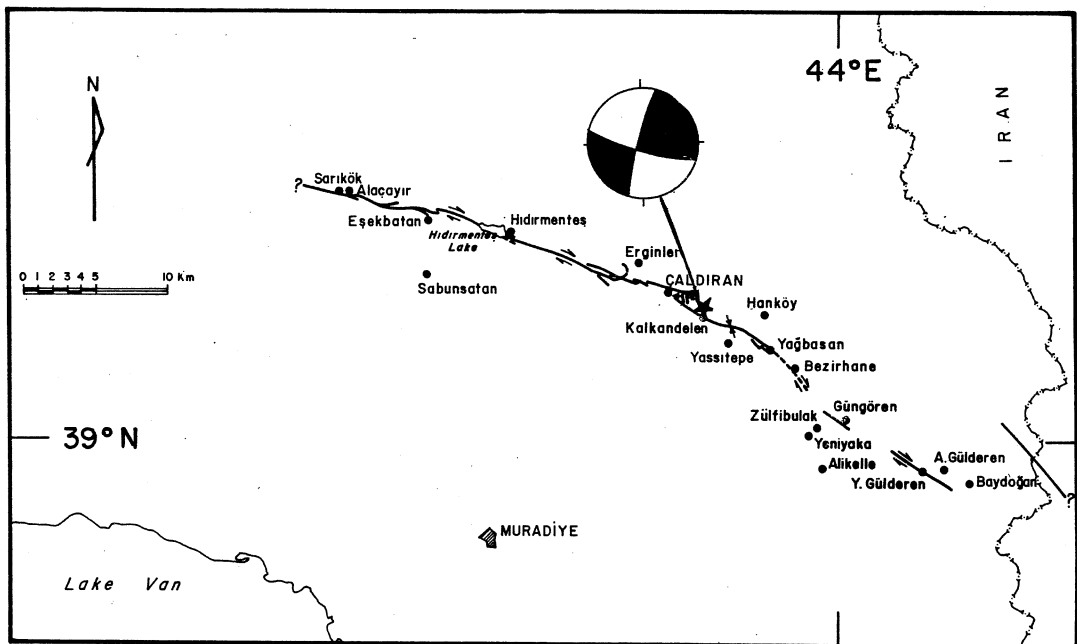 44°E
N
I R A N
Sarıkök
?
Alaçayır
Eşekbatan
Hıdırmenteş
Hıdırmenteş
Lake
Erginler
Sabunsatan
ÇALDIRAN
Hanköy
Kalkandelen
Yassıtepe
Yağbasan
Bezirhane
0 1 2 3 4 5 10 Km
Güngören
Zülfibulak
Yeniyaka
39°N
Alikelle
A.Gülderen
Y. Gülderen
Baydoğan
?
MURADİYE
Lake Van